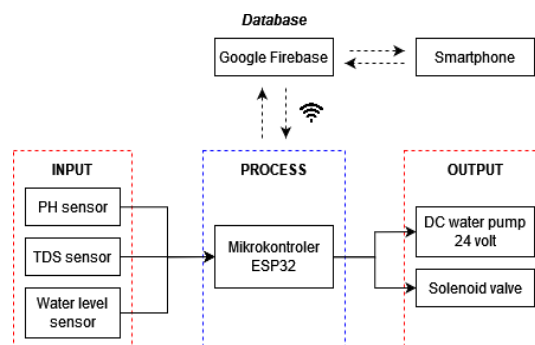 Database
Google Firebase
Smartphone
INPUT
PH sensor
TDS sensor
Water level
sensor
PROCESS
Mikrokontroler
ESP32
OUTPUT
DC water pump
24 volt
Solenoid valve